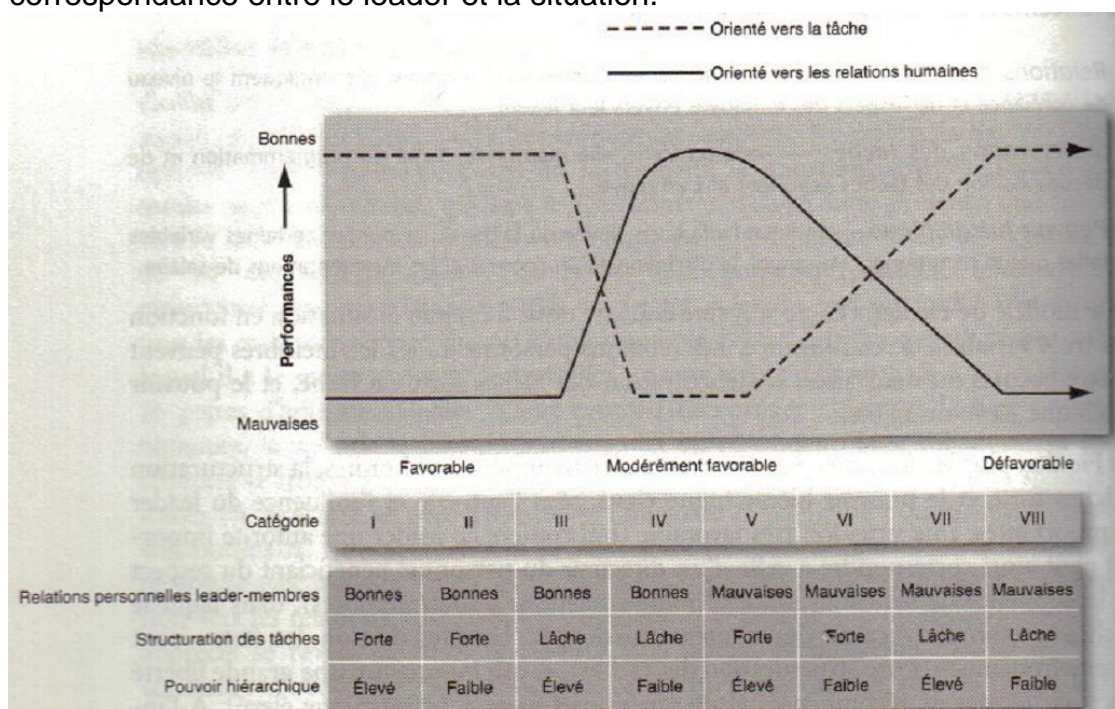 correspondance entre le leader et la situation.
Orienté vers la tâche
Orienté vers les relations humaines
Bonnes
Performances
Mauvaises
Favorable Modérément favorable Défavorable
Catégorie I II III IV V VI VII VIII
Relations personnelles leader-membres Bonnes Bonnes Bonnes Bonnes Mauvaises Mauvaises Mauvaises Mauvaises
Structuration des tâches Forte Forte Lâche Lâche Forte Forte Lâche Lâche
Pouvoir hiérarchique Élevé Faible Élevé Faible Élevé Faible Élevé Faible